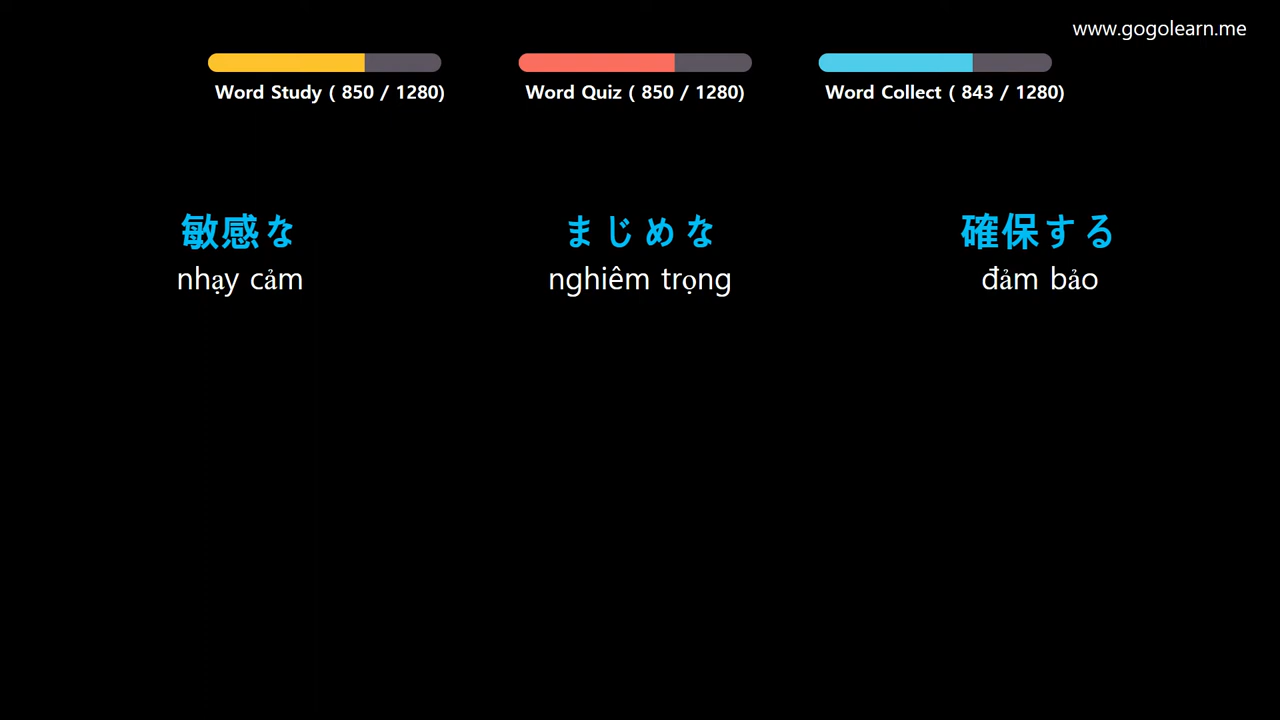 www.gogolearn.me
Word Study ( 850 / 1280)
Word Quiz ( 850 / 1280)
Word Collect ( 843 / 1280)
敏感な
nhạy cảm
まじめな
nghiêm trọng
確保する
đảm bảo